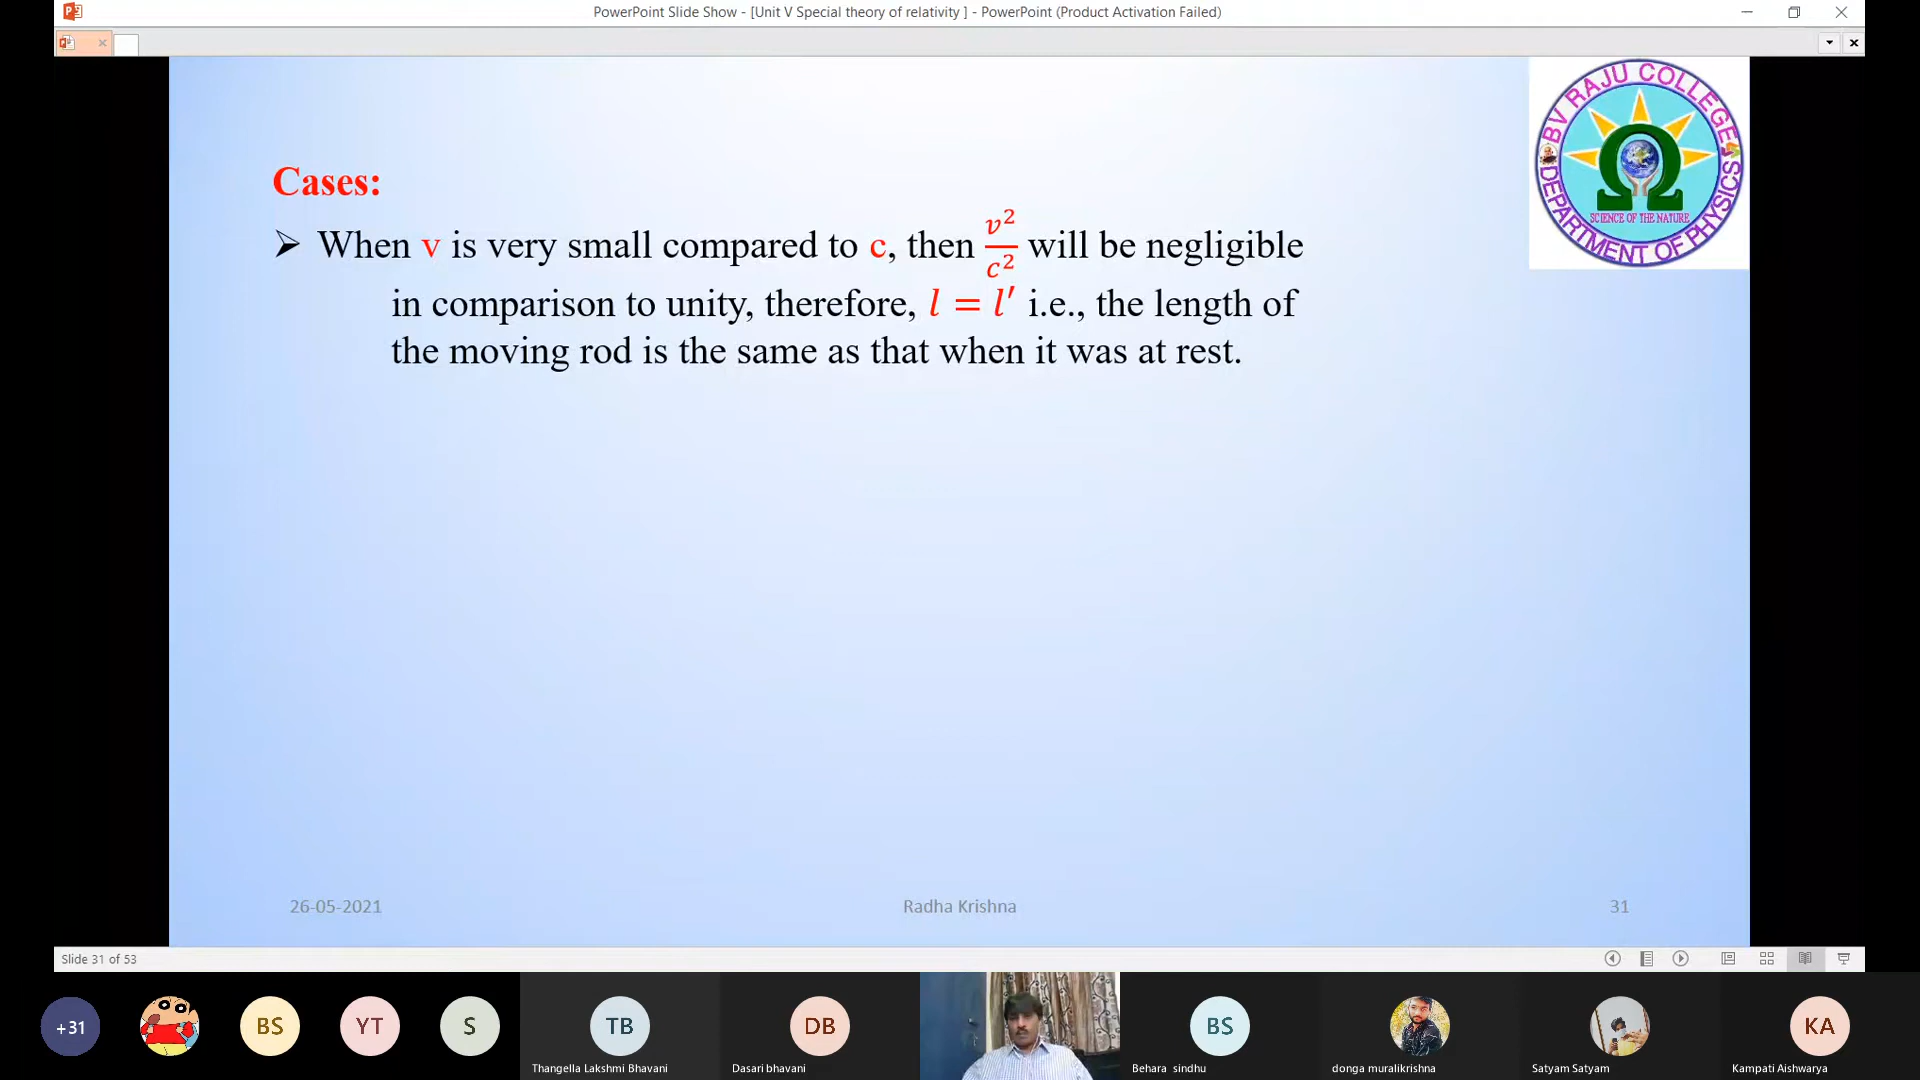 PowerPoint Slide Show - [Unit V Special theory of relativity ] - PowerPoint (Product Activation Failed)
BV RAJU COLLEGE
SCIENCE OF THE NATURE
DEPARTMENT OF PHYSICS
Cases:
➢ When v is very small compared to c, then v²/c² will be negligible
in comparison to unity, therefore, l = l′ i.e., the length of
the moving rod is the same as that when it was at rest.
26-05-2021
Radha Krishna
31
Slide 31 of 53
+31
BS
YT
S
TB
Thangella Lakshmi Bhavani
DB
Dasari bhavani
BS
Behara sindhu
donga muralikrishna
Satyam Satyam
KA
Kampati Aishwarya